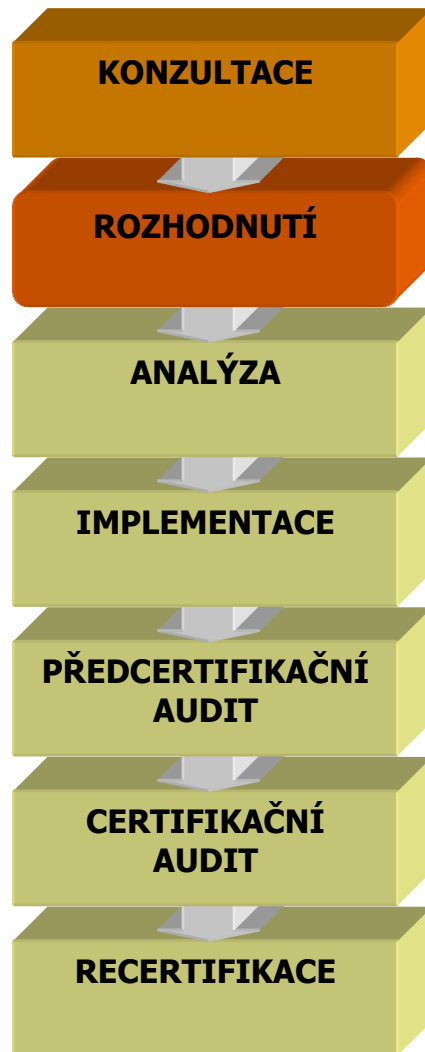 KONZULTACE
ROZHODNUTÍ
ANALÝZA
IMPLEMENTACE
PŘEDCERTIFIKAČNÍ
AUDIT
CERTIFIKAČNÍ
AUDIT
RECERTIFIKACE